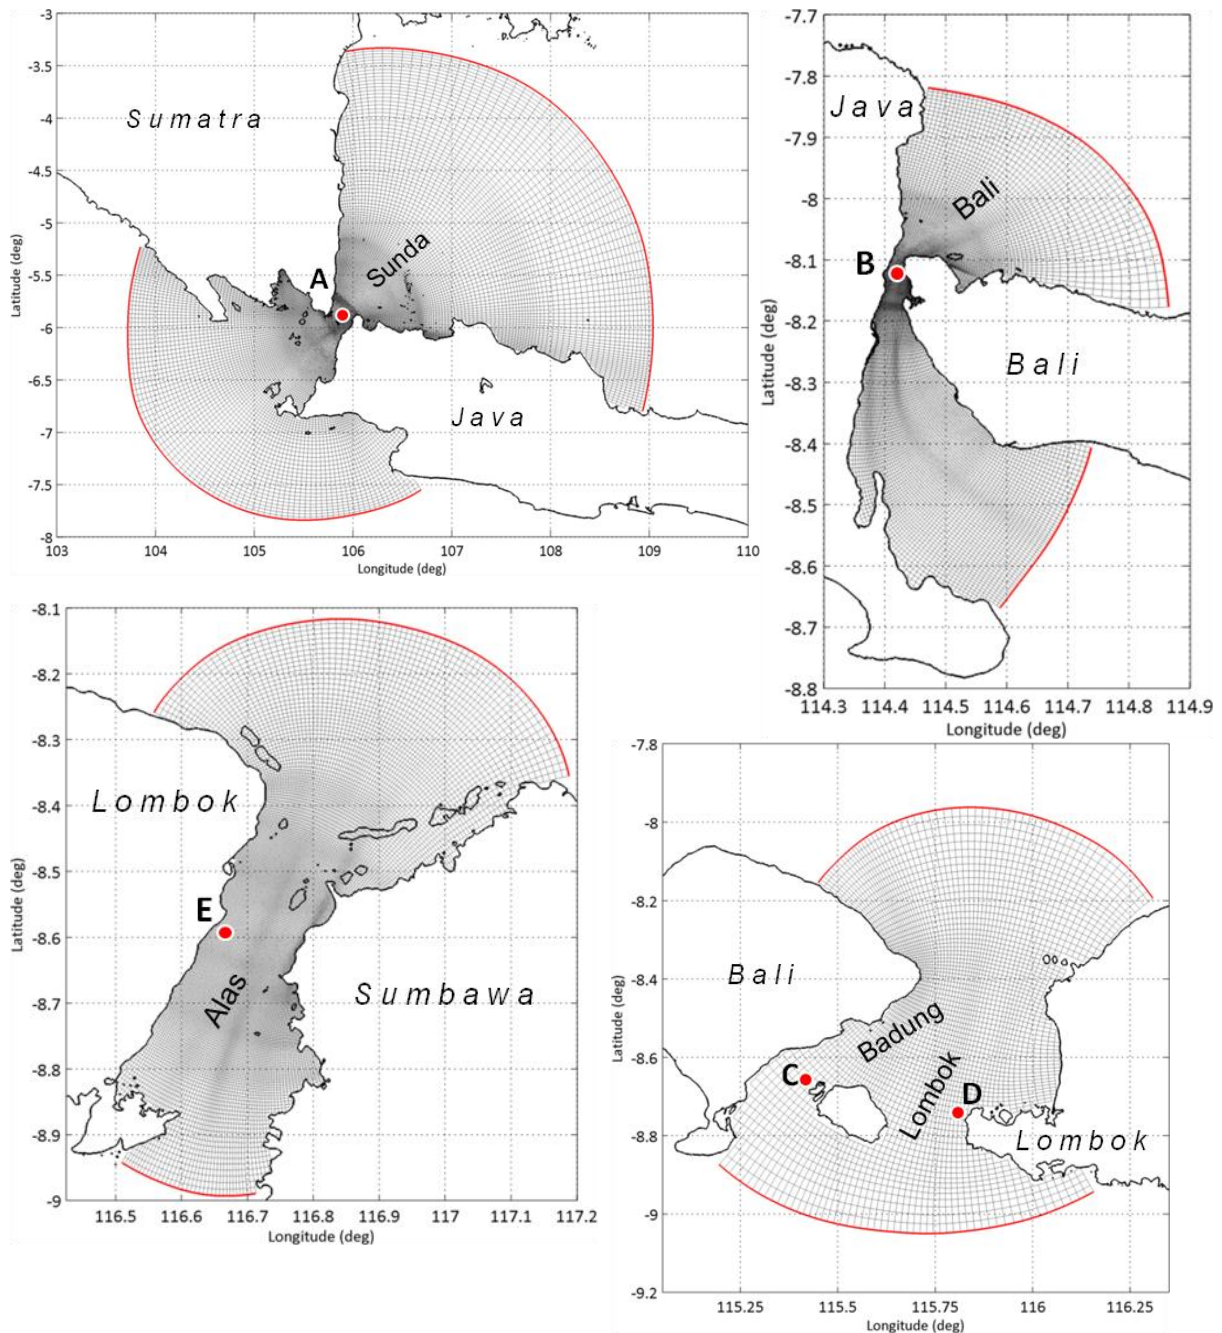 -3
-3.5
-4
-4.5
-5
-5.5
-6
-6.5
-7
-7.5
-8
Latitude (deg)
Sumatra
A
Sunda
Java
103 104 105 106 107 108 109 110
Longitude (deg)
-7.7
-7.8
-7.9
-8
-8.1
-8.2
-8.3
-8.4
-8.5
-8.6
-8.7
-8.8
Latitude (deg)
Java
Bali
B
Bali
114.3 114.4 114.5 114.6 114.7 114.8 114.9
Longitude (deg)
-8.1
-8.2
-8.3
-8.4
-8.5
-8.6
-8.7
-8.8
-8.9
-9
Latitude (deg)
Lombok
E
Alas
Sumbawa
116.5 116.6 116.7 116.8 116.9 117 117.1 117.2
Longitude (deg)
-7.8
-8
-8.2
-8.4
-8.6
-8.8
-9
-9.2
Latitude (deg)
Bali
Badung
C
Lombok
D
Lombok
115.25 115.5 115.75 116 116.25
Longitude (deg)